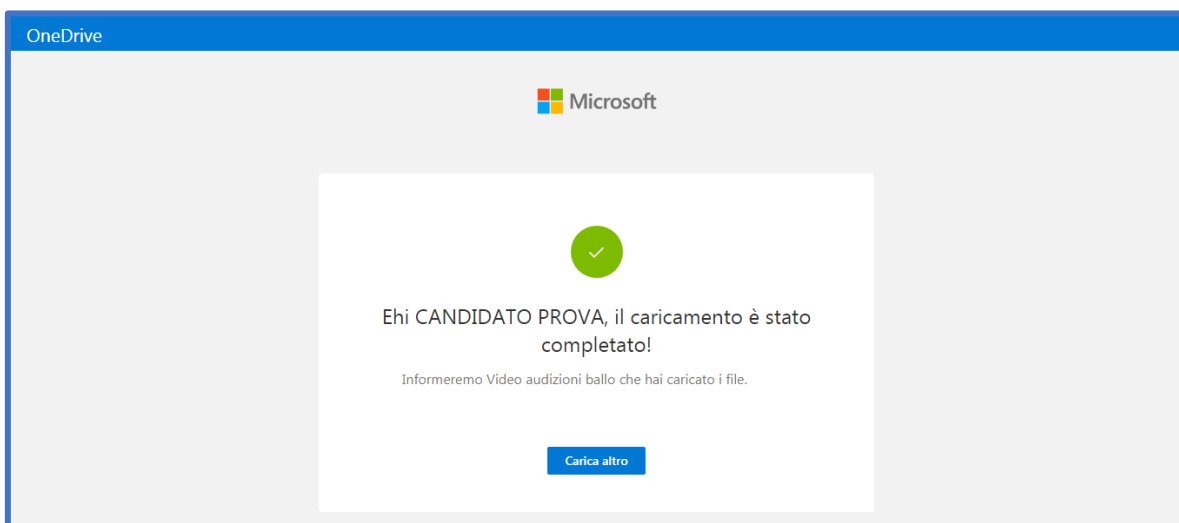 OneDrive
Microsoft
Ehi CANDIDATO PROVA, il caricamento è stato
completato!
Informeremo Video audizioni ballo che hai caricato i file.
Carica altro